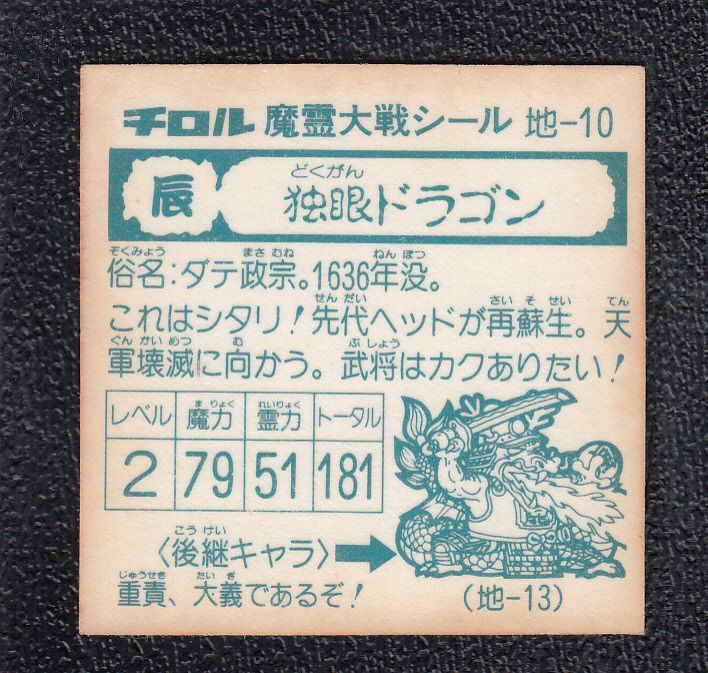 チロル 魔霊大戦シール 地-10
どくがん
辰 独眼ドラゴン
ぞくみょう まさ むね ねん ぼつ
俗名:ダテ政宗。1636年没。
せん だい さい そ せい てん
これはシタリ!先代ヘッドが再蘇生。天
ぐん かい めつ む ぶ しょう
軍壊滅に向かう。武将はカクありたい!
ま りょく れいりょく
レベル 魔力 霊力 トータル
2 79 51 181
こう けい
〈後継キャラ〉
じゅうせき たい ぎ
重責、大義であるぞ! (地-13)